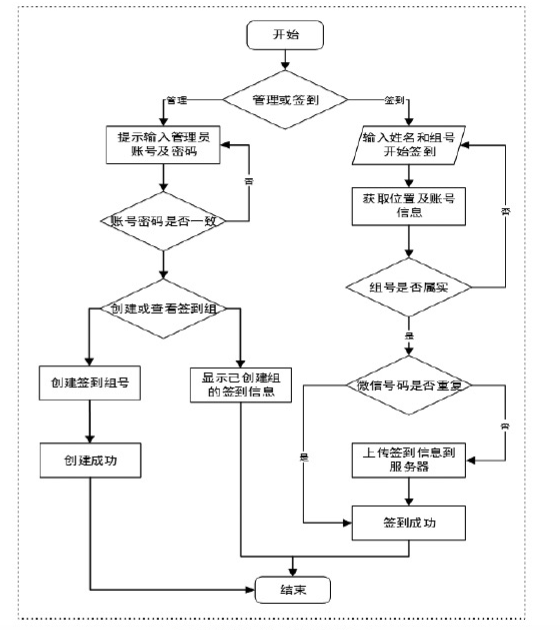 开始
管理或签到
管理
签到
提示输入管理员
账号及密码
输入姓名和组号
开始签到
否
获取位置及账号
信息
否
账号密码是否一致
组号是否属实
创建或查看签到组
是
创建签到组号
显示已创建组
的签到信息
微信号码是否重复
否
创建成功
是
上传签到信息到
服务器
签到成功
结束